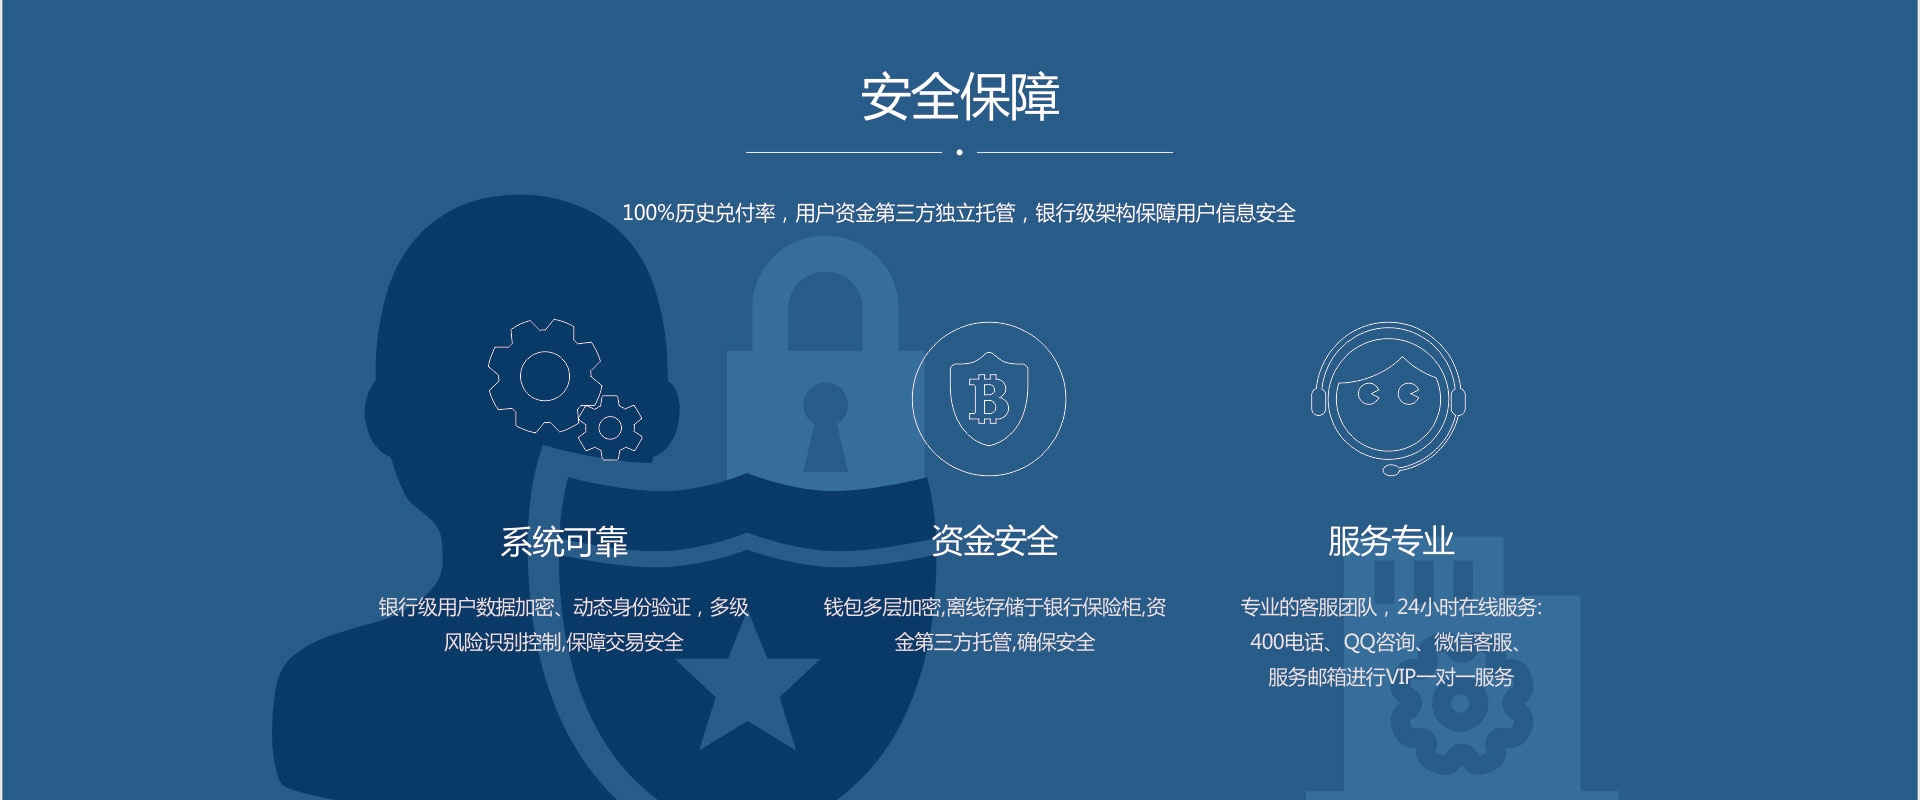 安全保障
100%历史兑付率，用户资金第三方独立托管，银行级架构保障用户信息安全
系统可靠
银行级用户数据加密、动态身份验证，多级
风险识别控制,保障交易安全
资金安全
钱包多层加密,离线存储于银行保险柜,资
金第三方托管,确保安全
服务专业
专业的客服团队，24小时在线服务:
400电话、QQ咨询、微信客服、
服务邮箱进行VIP一对一服务